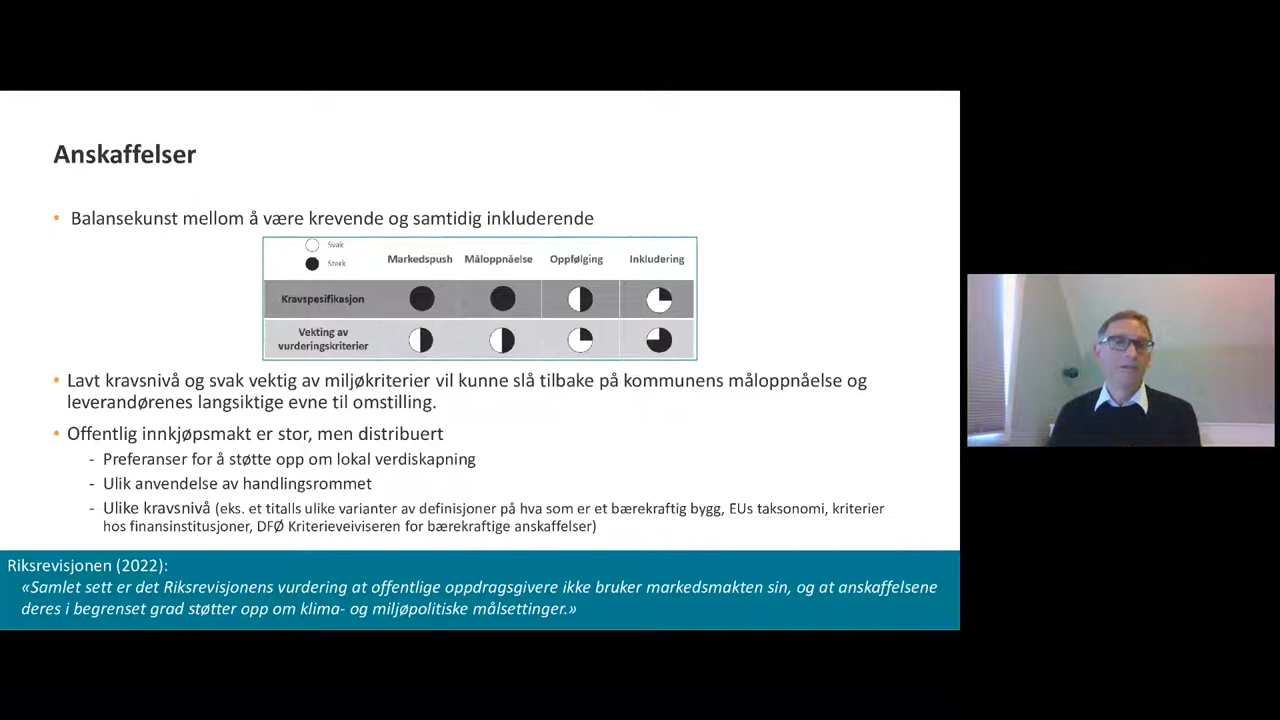 Anskaffelser
• Balansekunst mellom å være krevende og samtidig inkluderende
Svak
Sterk
Markedspush Måloppnåelse Oppfølging Inkludering
Kravspesifikasjon
Vekting av
vurderingskriterier
• Lavt kravsnivå og svak vektig av miljøkriterier vil kunne slå tilbake på kommunens måloppnåelse og
leverandørenes langsiktige evne til omstilling.
• Offentlig innkjøpsmakt er stor, men distribuert
- Preferanser for å støtte opp om lokal verdiskapning
- Ulik anvendelse av handlingsrommet
- Ulike kravsnivå (eks. et titalls ulike varianter av definisjoner på hva som er et bærekraftig bygg, EUs taksonomi, kriterier
hos finansinstitusjoner, DFØ Kriterieveiviseren for bærekraftige anskaffelser)
Riksrevisjonen (2022):
«Samlet sett er det Riksrevisjonens vurdering at offentlige oppdragsgivere ikke bruker markedsmakten sin, og at anskaffelsene
deres i begrenset grad støtter opp om klima- og miljøpolitiske målsettinger.»